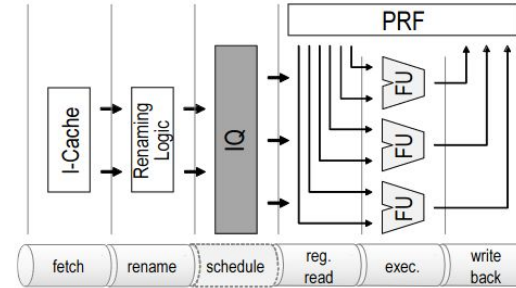 PRF
I-Cache
Renaming
Logic
IQ
FU
FU
FU
fetch
rename
schedule
reg.
read
exec.
write
back